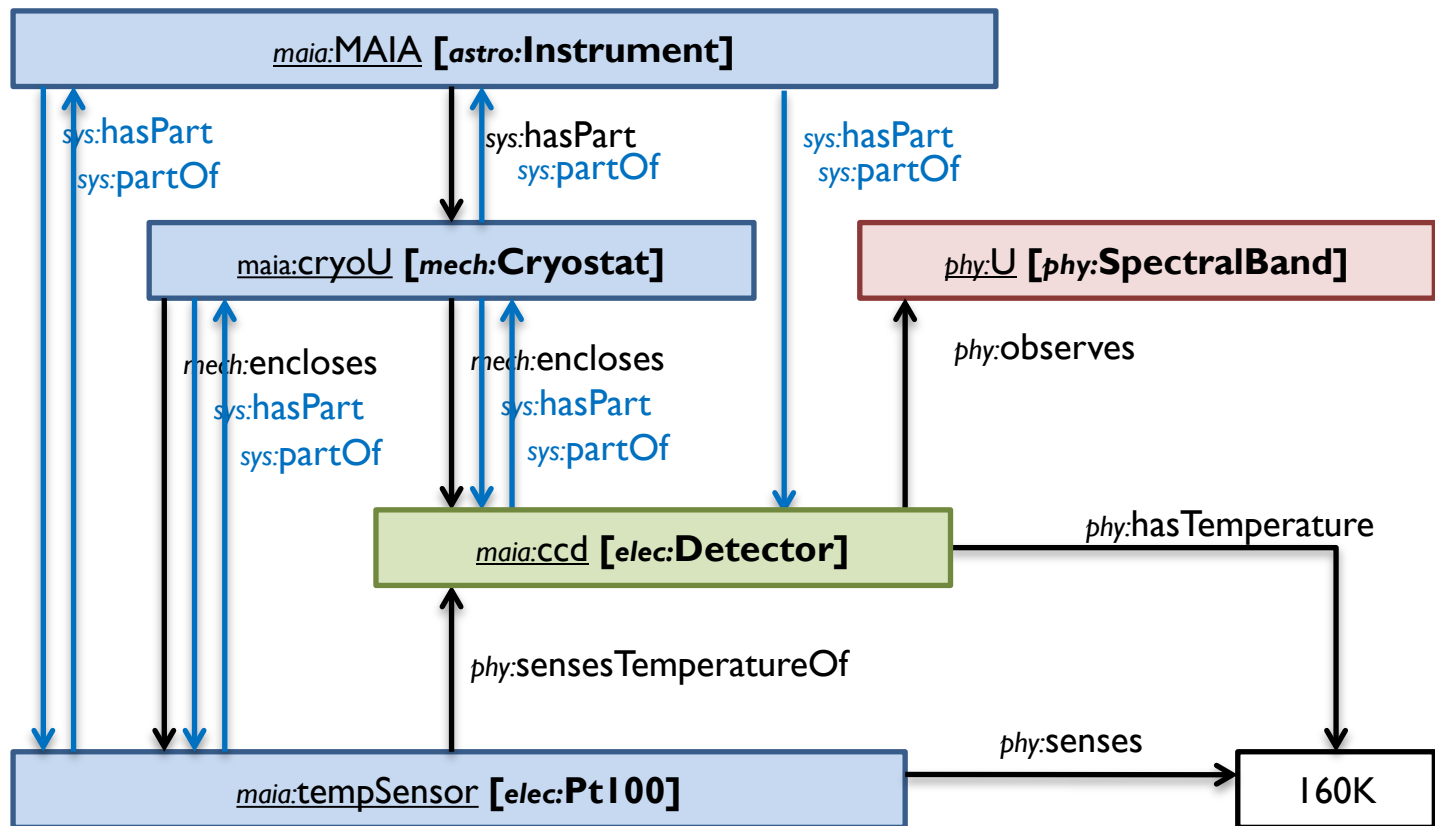 maia:MAIA [astro:Instrument]
sys:hasPart
sys:partOf
sys:hasPart
sys:partOf
sys:hasPart
sys:partOf
maia:cryoU [mech:Cryostat]
phy:U [phy:SpectralBand]
mech:encloses
sys:hasPart
sys:partOf
mech:encloses
sys:hasPart
sys:partOf
phy:observes
maia:ccd [elec:Detector]
phy:hasTemperature
phy:sensesTemperatureOf
phy:senses
maia:tempSensor [elec:Pt100]
160K